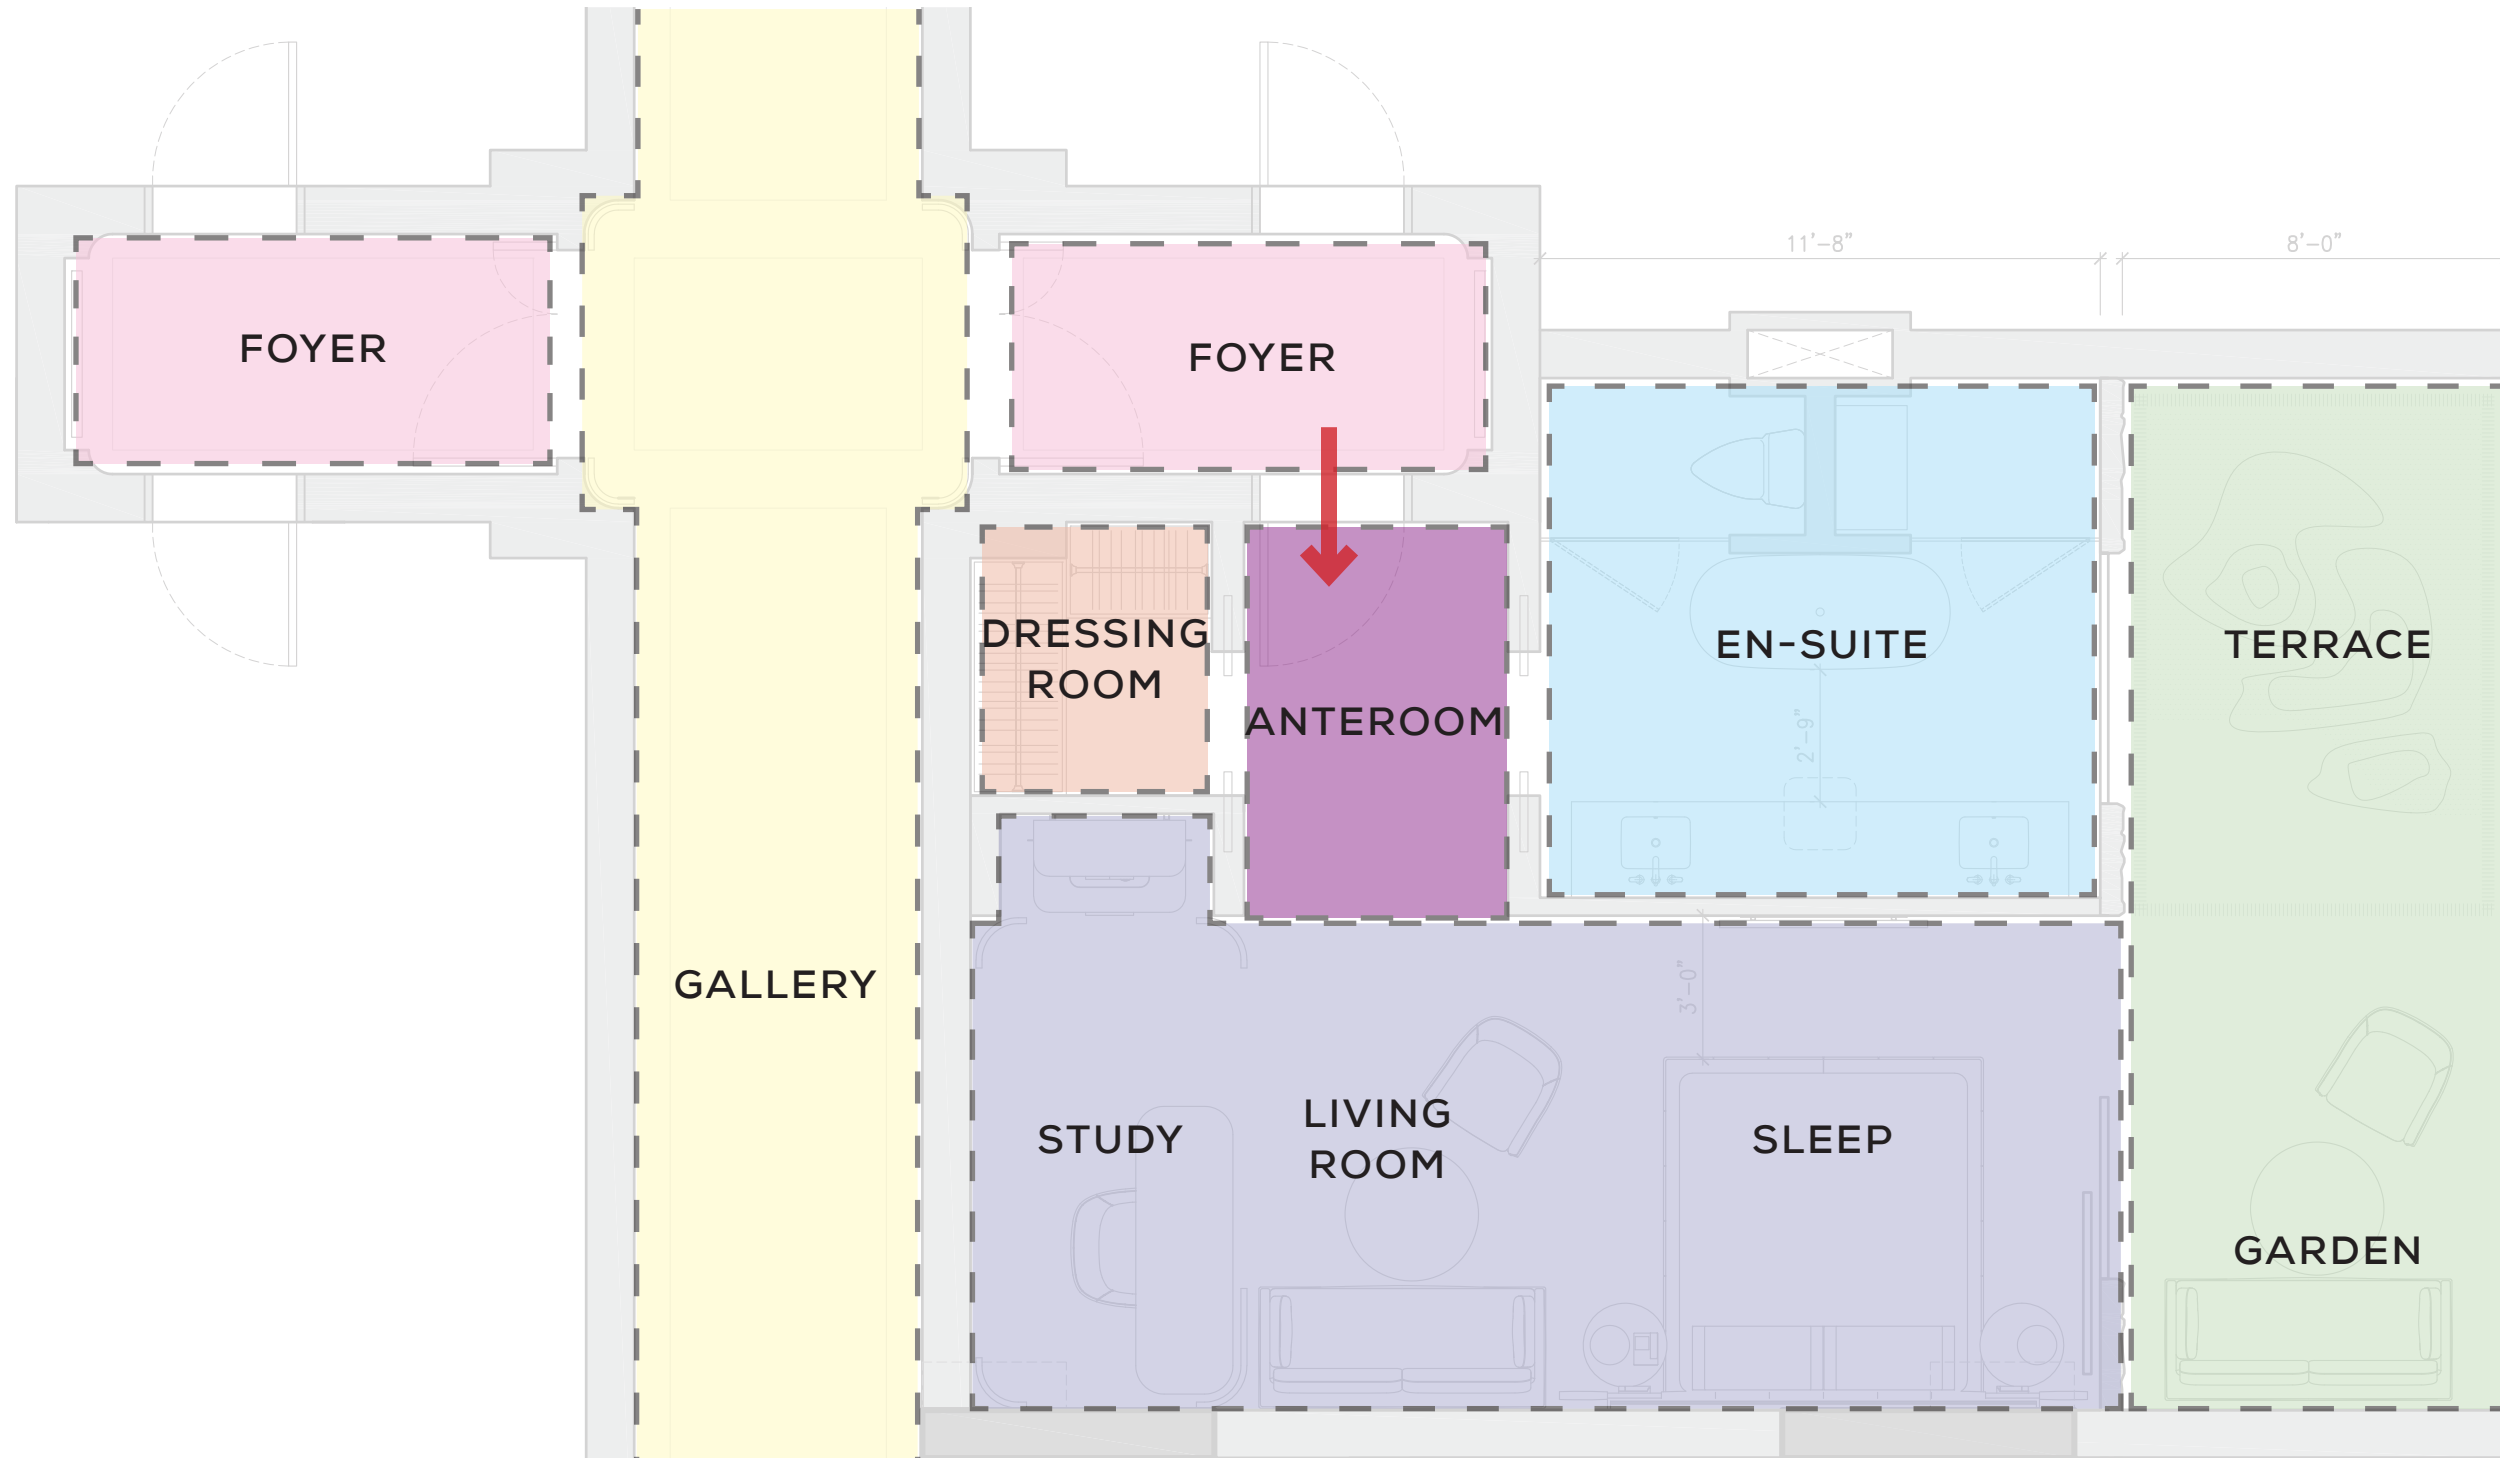 11'-8"
8'-0"
FOYER
FOYER
DRESSING
ROOM
EN-SUITE
TERRACE
ANTEROOM
2'-9"
GALLERY
3'-0"
STUDY
LIVING
ROOM
SLEEP
GARDEN